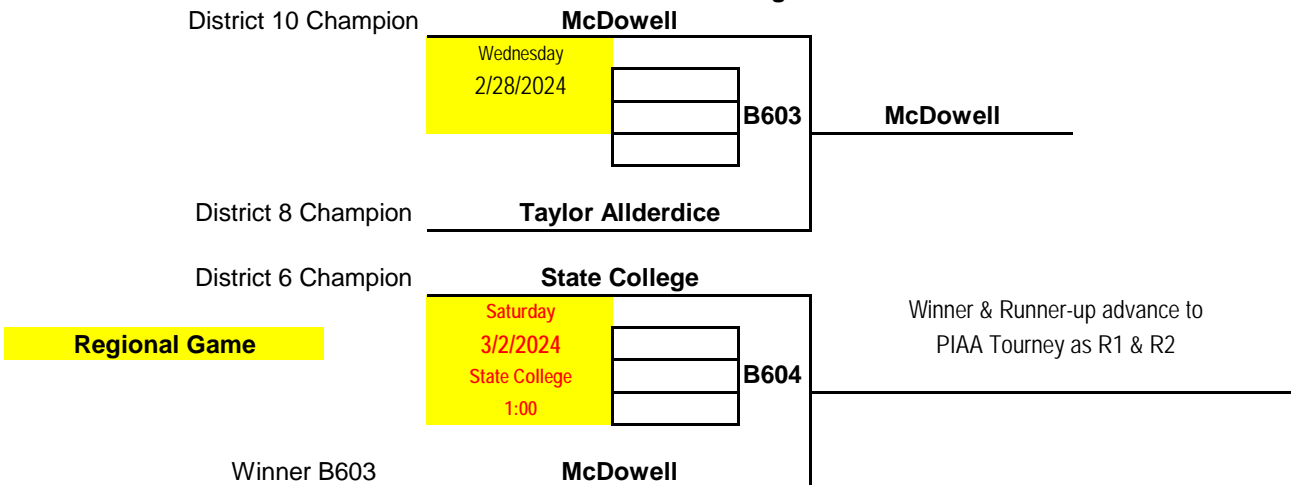 District 10 Champion McDowell
Wednesday
2/28/2024
B603 McDowell
District 8 Champion Taylor Allderdice
District 6 Champion State College
Saturday Winner & Runner-up advance to
Regional Game 3/2/2024 PIAA Tourney as R1 & R2
State College B604
1:00
Winner B603 McDowell